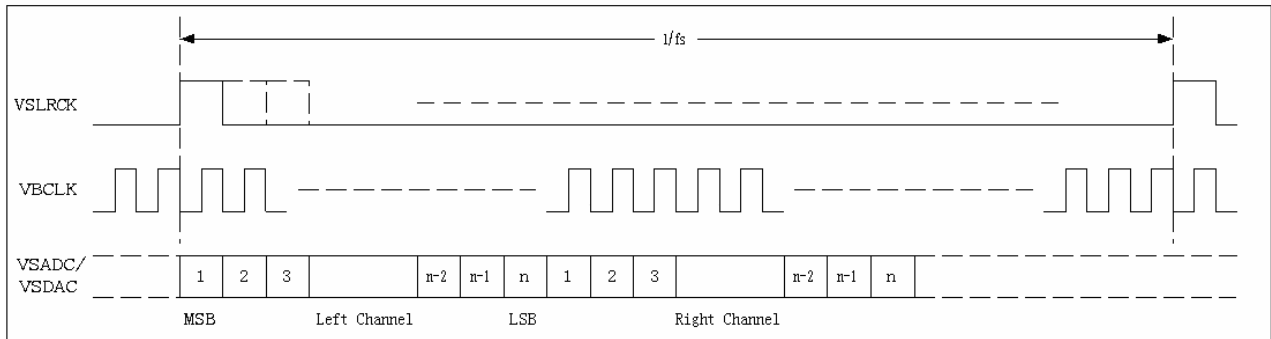 1/fs
VSLRCK
VBCLK
VSADC/
VSDAC
1 2 3 n-2 n-1 n 1 2 3 n-2 n-1 n
MSB Left Channel LSB Right Channel